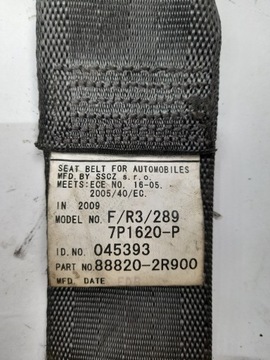 SEAT BELT FOR AUTOMOBILES
MFD. BY SSCZ s.r.o.
MEETS:ECE NO. 16-05.
2005/40/EC.
IN 2009
MODEL NO. F/R3/289
7P1620-P
ID.NO. 045393
PART NO. 88820-2R900
MFD. DATE